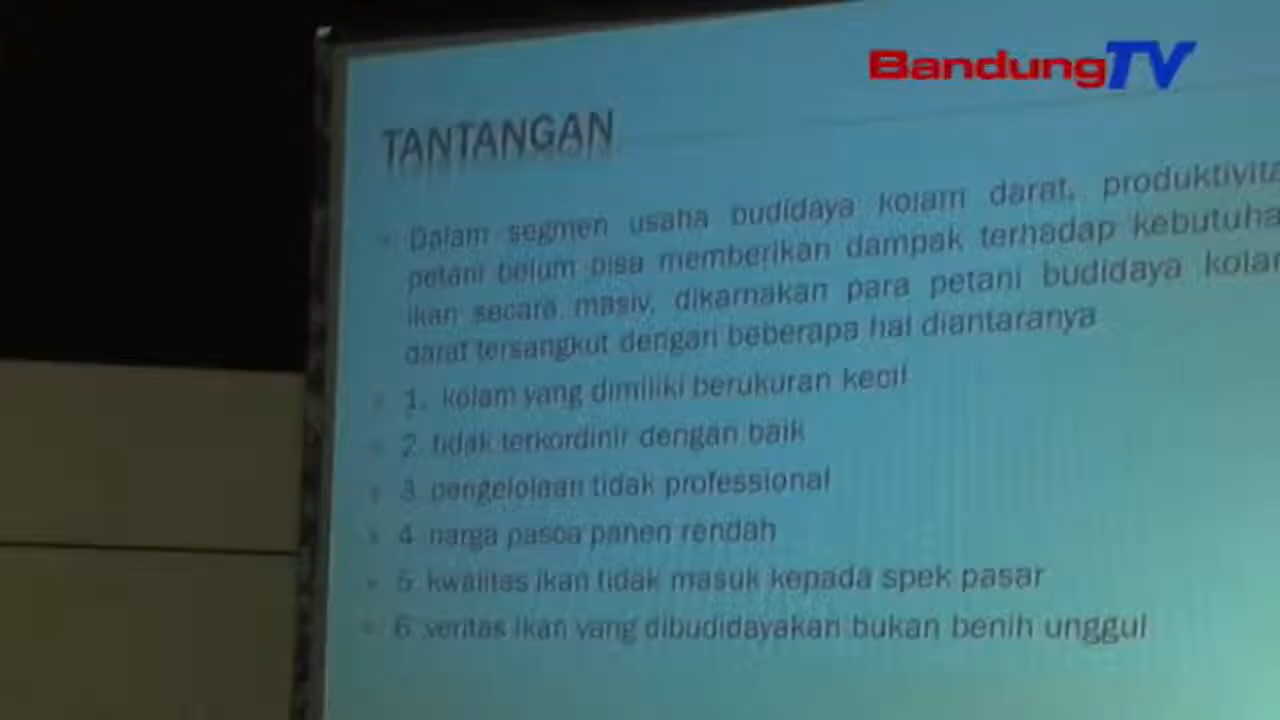 BandungTV
TANTANGAN
Dalam segmen usaha budidaya kolam darat, produktivita
petani belum bisa memberikan dampak terhadap kebutuha
ikan secara masiv, dikarnakan para petani budidaya kolam
darat tersangkut dengan beberapa hal diantaranya
1. kolam yang dimiliki berukuran kecil
2. tidak terkordinir dengan baik
3. pengelolaan tidak professional
4. harga pasca panen rendah
5. kwalitas ikan tidak masuk kepada spek pasar
6. veritas ikan yang dibudidayakan bukan benih unggul